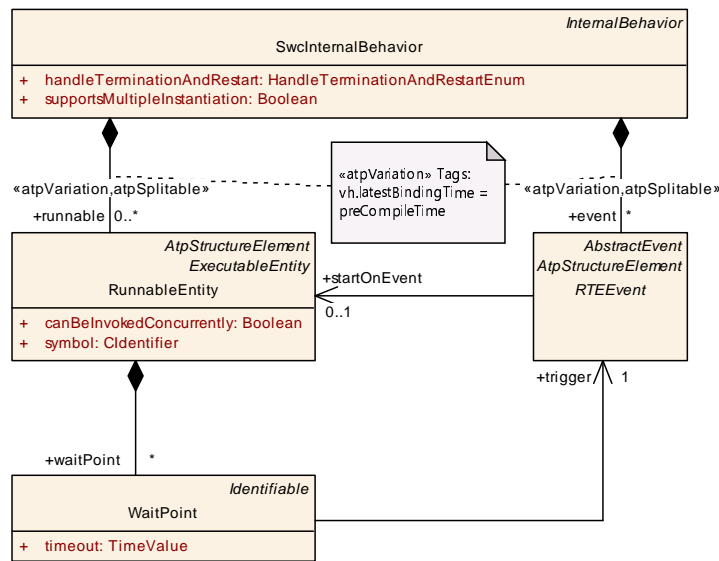 InternalBehavior
SwcInternalBehavior
+ handleTerminationAndRestart: HandleTerminationAndRestartEnum
+ supportsMultipleInstantiation: Boolean
«atpVariation» Tags:
vh.latestBindingTime =
preCompileTime
«atpVariation,atpSplitable»
«atpVariation,atpSplitable»
+runnable 0..*
+event *
AtpStructureElement
ExecutableEntity
RunnableEntity
+ canBeInvokedConcurrently: Boolean
+ symbol: CIdentifier
+startOnEvent
0..1
AbstractEvent
AtpStructureElement
RTEEvent
+trigger 1
+waitPoint *
Identifiable
WaitPoint
+ timeout: TimeValue